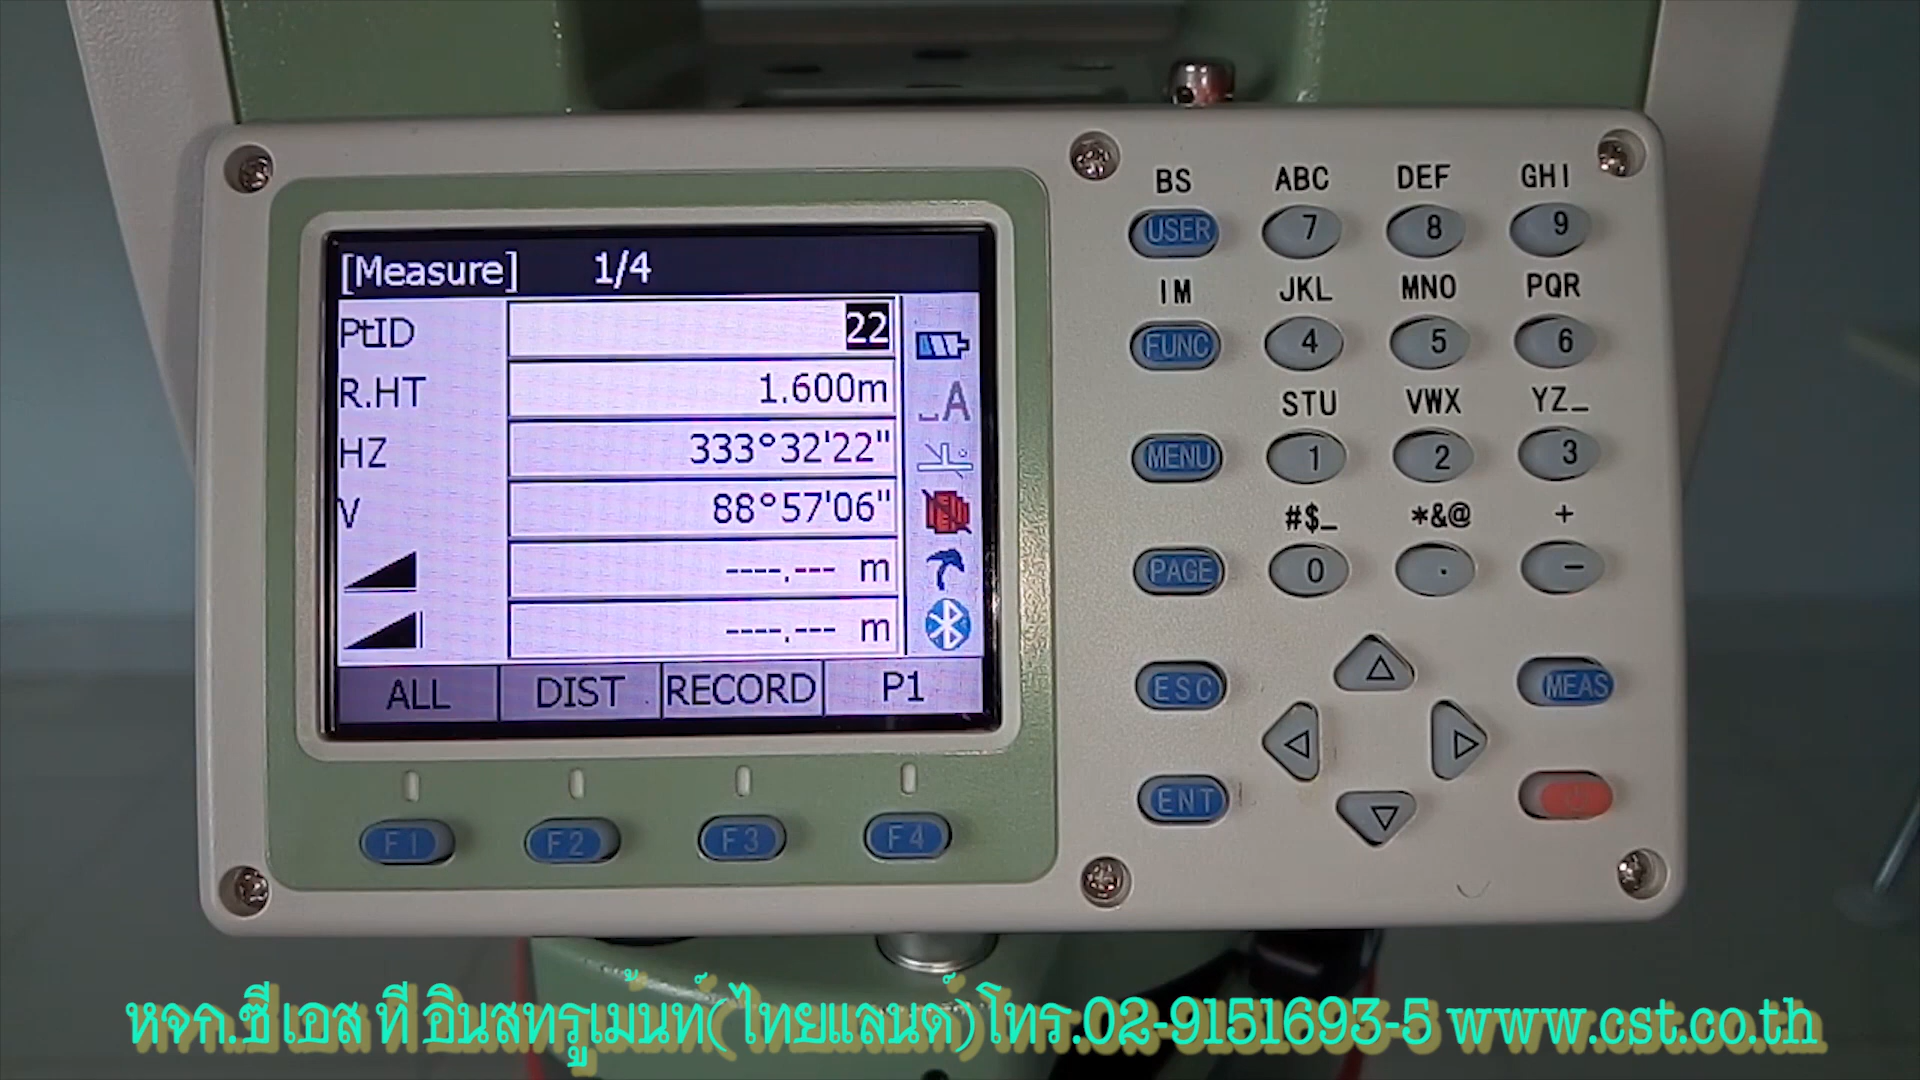 [Measure] 1/4
PtID 22
R.HT 1.600m
HZ 333°32'22"
V 88°57'06"
----.--- m
----.--- m
_A
ALL DIST RECORD P1
F1 F2 F3 F4
BS ABC DEF GHI
USER 7 8 9
IM JKL MNO PQR
FUNC 4 5 6
STU VWX YZ_
MENU 1 2 3
#$_ *&@ +
PAGE 0 . -
ESC MEAS
ENT
หจก.ซี เอส ที อินสทรูเม้นท์(ไทยแลนด์)โทร.02-9151693-5 www.cst.co.th